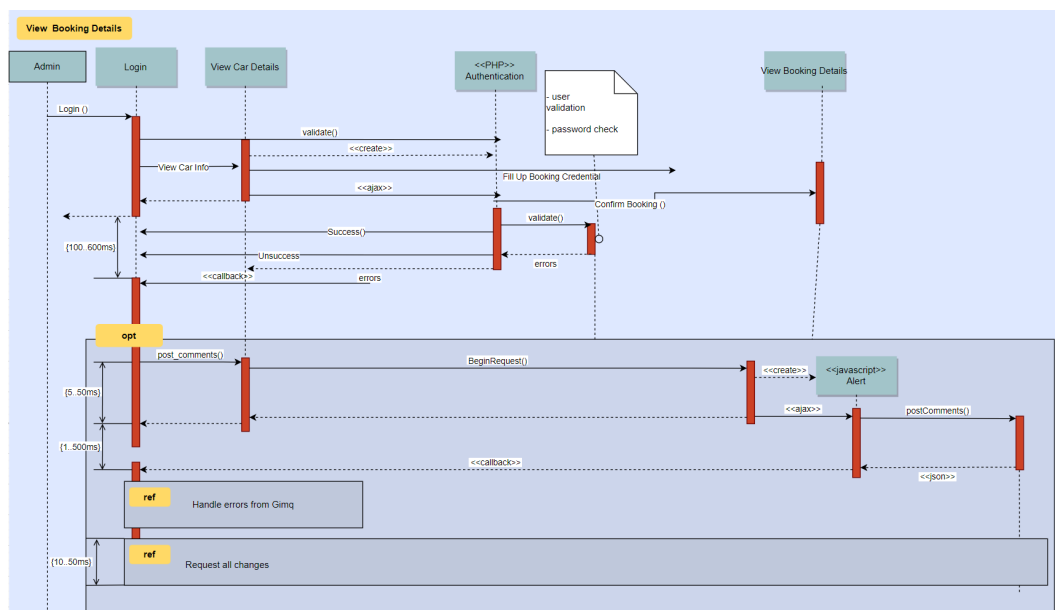 View Booking Details
Admin
Login
View Car Details
<<PHP>>
Authentication
- user
validation
- password check
View Booking Details
Login ()
validate()
<<create>>
View Car Info
Fill Up Booking Credential
<<ajax>>
Confirm Booking ()
validate()
Success()
{100..600ms}
Unsuccess
errors
<<callback>>
errors
opt
post_comments()
BeginRequest()
<<create>>
<<javascript>>
Alert
{5..50ms}
<<ajax>>
postComments()
{1..500ms}
<<callback>>
<<json>>
ref
Handle errors from Gimq
ref
{10..50ms}
Request all changes